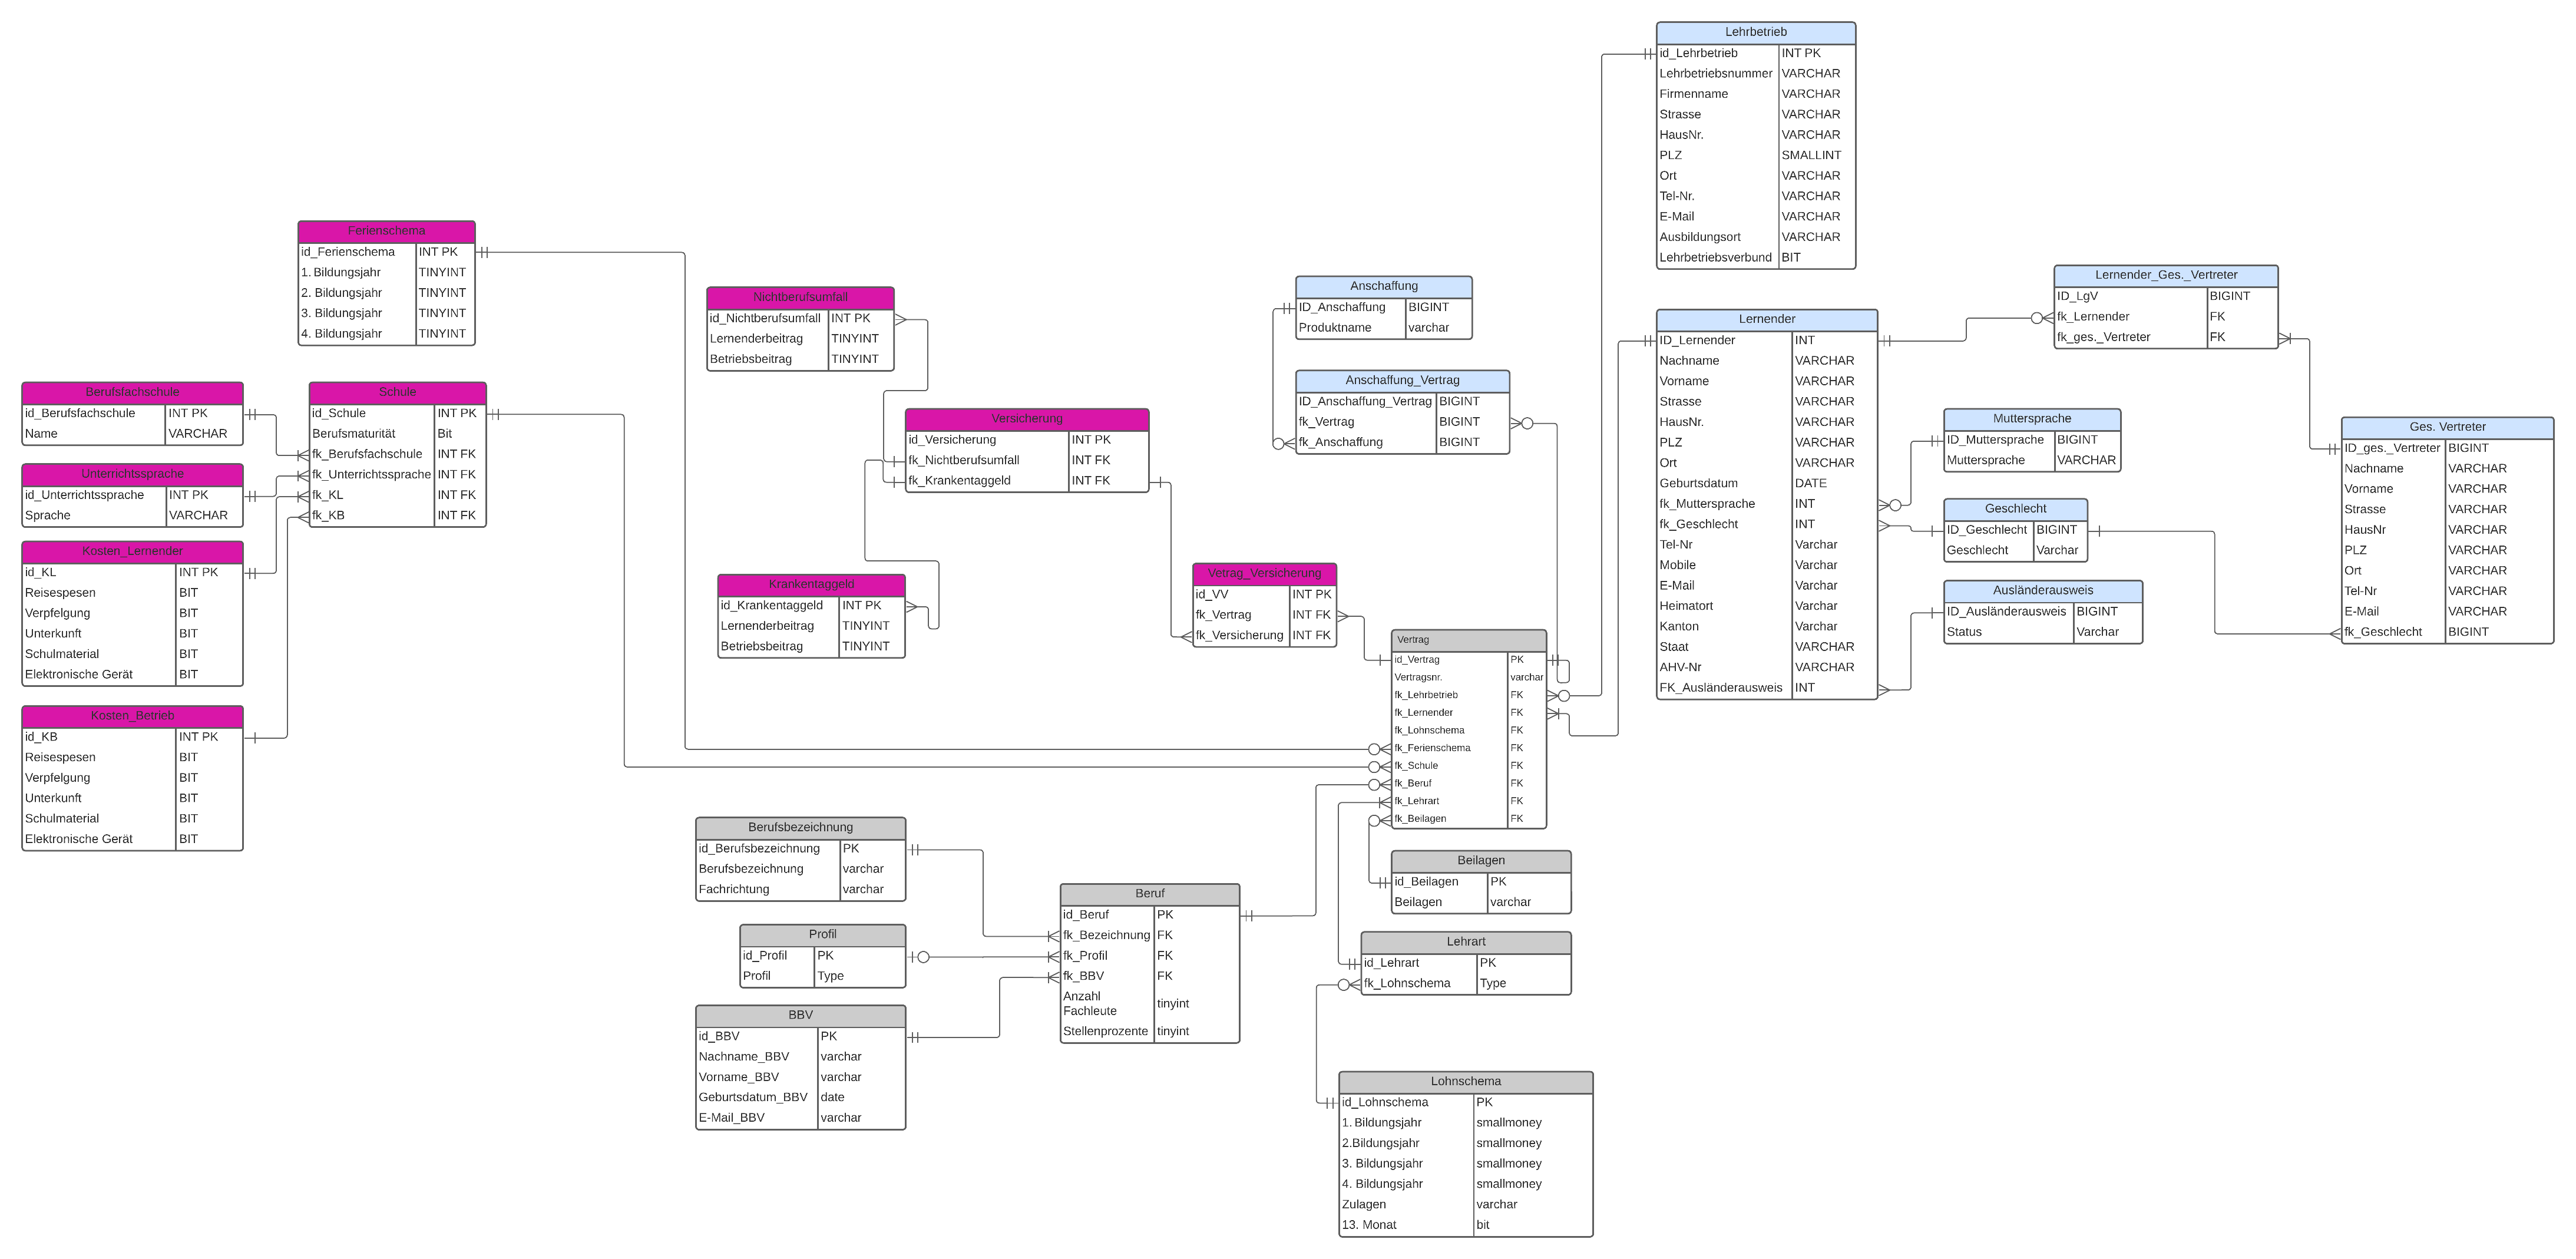 Lehrbetrieb
id_Lehrbetrieb INT PK
Lehrbetriebsnummer VARCHAR
Firmenname VARCHAR
Strasse VARCHAR
HausNr. VARCHAR
PLZ SMALLINT
Ort VARCHAR
Tel-Nr. VARCHAR
E-Mail VARCHAR
Ausbildungsort VARCHAR
Lehrbetriebsverbund BIT
Ferienschema
id_Ferienschema INT PK
1. Bildungsjahr TINYINT
2. Bildungsjahr TINYINT
3. Bildungsjahr TINYINT
4. Bildungsjahr TINYINT
Nichtberufsumfall
id_Nichtberufsumfall INT PK
Lernenderbeitrag TINYINT
Betriebsbeitrag TINYINT
Anschaffung
ID_Anschaffung BIGINT
Produktname varchar
Lernender_Ges._Vertreter
ID_LgV BIGINT
fk_Lernender FK
fk_ges._Vertreter FK
Lernender
ID_Lernender INT
Nachname VARCHAR
Vorname VARCHAR
Strasse VARCHAR
HausNr. VARCHAR
PLZ VARCHAR
Ort VARCHAR
Geburtsdatum DATE
fk_Muttersprache INT
fk_Geschlecht INT
Tel-Nr Varchar
Mobile Varchar
E-Mail Varchar
Heimatort Varchar
Kanton Varchar
Staat VARCHAR
AHV-Nr VARCHAR
FK_Ausländerausweis INT
Anschaffung_Vertrag
ID_Anschaffung_Vertrag BIGINT
fk_Vertrag BIGINT
fk_Anschaffung BIGINT
Berufsfachschule
id_Berufsfachschule INT PK
Name VARCHAR
Schule
id_Schule INT PK
Berufsmaturität Bit
fk_Berufsfachschule INT FK
fk_Unterrichtssprache INT FK
fk_KL INT FK
fk_KB INT FK
Versicherung
id_Versicherung INT PK
fk_Nichtberufsumfall INT FK
fk_Krankentaggeld INT FK
Muttersprache
ID_Muttersprache BIGINT
Muttersprache VARCHAR
Ges. Vertreter
ID_ges._Vertreter BIGINT
Nachname VARCHAR
Vorname VARCHAR
Strasse VARCHAR
HausNr VARCHAR
PLZ VARCHAR
Ort VARCHAR
Tel-Nr VARCHAR
E-Mail VARCHAR
fk_Geschlecht BIGINT
Unterrichtssprache
id_Unterrichtssprache INT PK
Sprache VARCHAR
Geschlecht
ID_Geschlecht BIGINT
Geschlecht Varchar
Kosten_Lernender
id_KL INT PK
Reisespesen BIT
Verpfelgung BIT
Unterkunft BIT
Schulmaterial BIT
Elektronische Gerät BIT
Krankentaggeld
id_Krankentaggeld INT PK
Lernenderbeitrag TINYINT
Betriebsbeitrag TINYINT
Vetrag_Versicherung
id_VV INT PK
fk_Vertrag INT FK
fk_Versicherung INT FK
Ausländerausweis
ID_Ausländerausweis BIGINT
Status Varchar
Vertrag
id_Vertrag PK
Vertragsnr. varchar
fk_Lehrbetrieb FK
fk_Lernender FK
fk_Lohnschema FK
fk_Ferienschema FK
fk_Schule FK
fk_Beruf FK
fk_Lehrart FK
fk_Beilagen FK
Kosten_Betrieb
id_KB INT PK
Reisespesen BIT
Verpfelgung BIT
Unterkunft BIT
Schulmaterial BIT
Elektronische Gerät BIT
Berufsbezeichnung
id_Berufsbezeichnung PK
Berufsbezeichnung varchar
Fachrichtung varchar
Beilagen
id_Beilagen PK
Beilagen varchar
Beruf
id_Beruf PK
fk_Bezeichnung FK
fk_Profil FK
fk_BBV FK
Anzahl
Fachleute tinyint
Stellenprozente tinyint
Profil
id_Profil PK
Profil Type
Lehrart
id_Lehrart PK
fk_Lohnschema Type
BBV
id_BBV PK
Nachname_BBV varchar
Vorname_BBV varchar
Geburtsdatum_BBV date
E-Mail_BBV varchar
Lohnschema
id_Lohnschema PK
1. Bildungsjahr smallmoney
2.Bildungsjahr smallmoney
3. Bildungsjahr smallmoney
4. Bildungsjahr smallmoney
Zulagen varchar
13. Monat bit